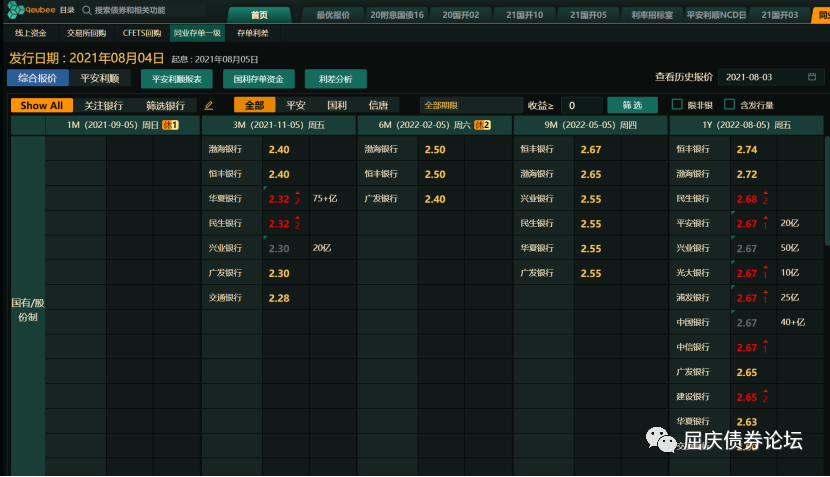 Qeubee 目录 搜索债券和相关功能 首页 最优报价 20附息国债16 21国开02 21国开10 21国开05 利率招标室 平安利顺NCD日 21国开03
线上资金 交易所回购 CFETS回购 同业存单一级 存单利差
发行日期 : 2021年08月04日 起息 : 2021年08月05日
综合报价 平安利顺 平安利顺报表 国利存单资金 利差分析 查看历史报价 2021-08-03
Show All 关注银行 筛选银行 全部 平安 国利 信唐 全部期限 收益≥ 0 筛选 限非银 含发行量
1M (2021-09-05) 周日 休1 3M (2021-11-05) 周五 6M (2022-02-05) 周六 休2 9M (2022-05-05) 周四 1Y (2022-08-05) 周五
渤海银行 2.40 渤海银行 2.50 恒丰银行 2.67 恒丰银行 2.74
恒丰银行 2.40 恒丰银行 2.50 渤海银行 2.65 渤海银行 2.72
华夏银行 2.32 2 75+亿 广发银行 2.40 兴业银行 2.55 民生银行 2.68 2
民生银行 2.32 2 民生银行 2.55 平安银行 2.67 1 20亿
兴业银行 2.30 20亿 华夏银行 2.55 兴业银行 2.67 50亿
广发银行 2.30 广发银行 2.55 光大银行 2.67 1 10亿
交通银行 2.28 浦发银行 2.67 1 25亿
国有/股份制
中国银行 2.67 40+亿
中信银行 2.67 1
广发银行 2.65
建设银行 2.65 2
华夏银行 2.63
屈庆债券论坛